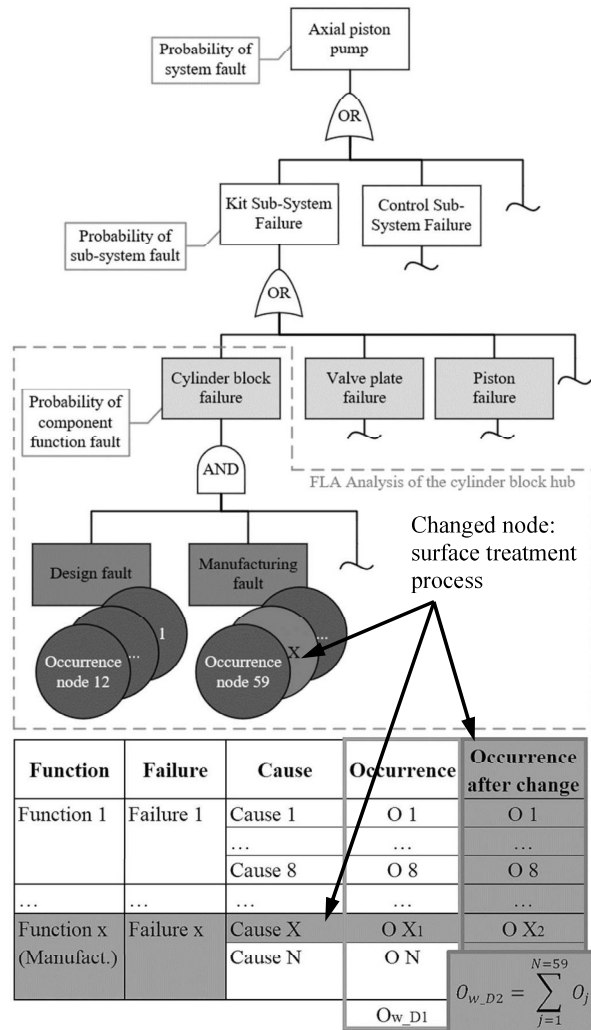 Axial piston
pump
Probability of
system fault
OR
Kit Sub-System
Failure
Control Sub-
System Failure
Probability of
sub-system fault
OR
Cylinder block
failure
Valve plate
failure
Piston
failure
Probability of
component
function fault
AND
FLA Analysis of the cylinder block hub
Changed node:
surface treatment
process
Design fault
Manufacturing
fault
1
...
Occurrence
node 12
...
X
Occurrence
node 59
Function Failure Cause Occurrence Occurrence
after change
Function 1 Failure 1 Cause 1 O 1 O 1
... ... ...
Cause 8 O 8 O 8
... ... ... ... ...
Function x Failure x Cause X O X1 O X2
(Manufact.) Cause N O N
O_{w_D2} = \sum_{j=1}^{N=59} O_j
Ow_D1